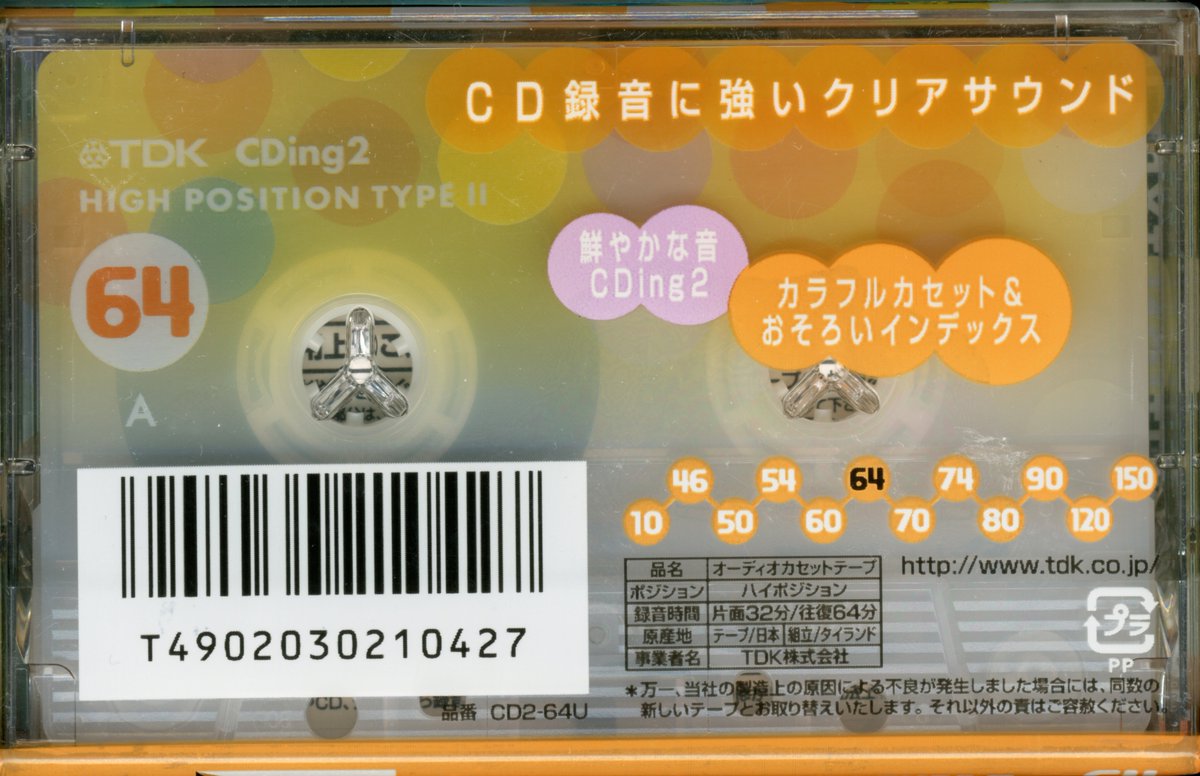 CD録音に強いクリアサウンド
TDK CDing2
HIGH POSITION TYPE II
64
鮮やかな音
CDing2
カラフルカセット&
おそろいインデックス
A
46 54 64 74 90 150
10 50 60 70 80 120
T4902030210427
品名 オーディオカセットテープ
ポジション ハイポジション
録音時間 片面32分/往復64分
原産地 テープ/日本 組立/タイランド
事業者名 TDK株式会社
http://www.tdk.co.jp/
プラ
PP
*万一、当社の製造上の原因による不良が発生しました場合には、同数の
新しいテープとお取り替えいたします。それ以外の責はご容赦ください。
品番 CD2-64U